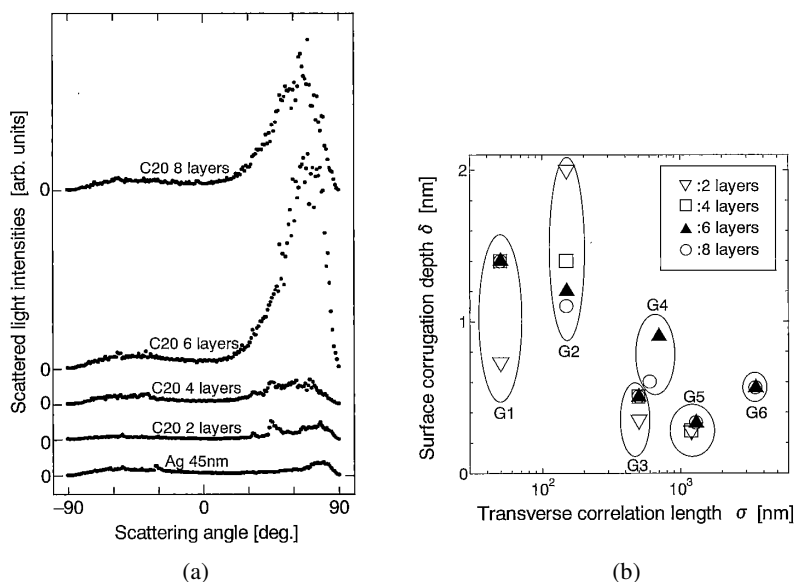 Scattered light intensities [arb. units]
C20 8 layers
0
C20 6 layers
0
C20 4 layers
0
C20 2 layers
0
Ag 45nm
0
−90 0 90
Scattering angle [deg.]
(a)
Surface corrugation depth δ [nm]
2
1
0
▽ :2 layers
□ :4 layers
▲ :6 layers
○ :8 layers
G1
G2
G3
G4
G5
G6
10² 10³
Transverse correlation length σ [nm]
(b)